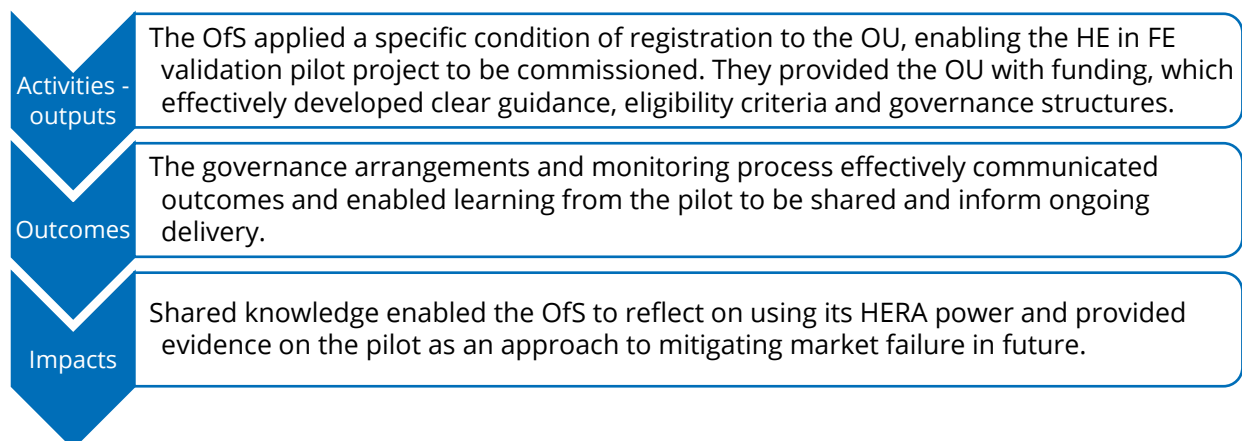 Activities -
outputs
The OfS applied a specific condition of registration to the OU, enabling the HE in FE
validation pilot project to be commissioned. They provided the OU with funding, which
effectively developed clear guidance, eligibility criteria and governance structures.
Outcomes
The governance arrangements and monitoring process effectively communicated
outcomes and enabled learning from the pilot to be shared and inform ongoing
delivery.
Impacts
Shared knowledge enabled the OfS to reflect on using its HERA power and provided
evidence on the pilot as an approach to mitigating market failure in future.